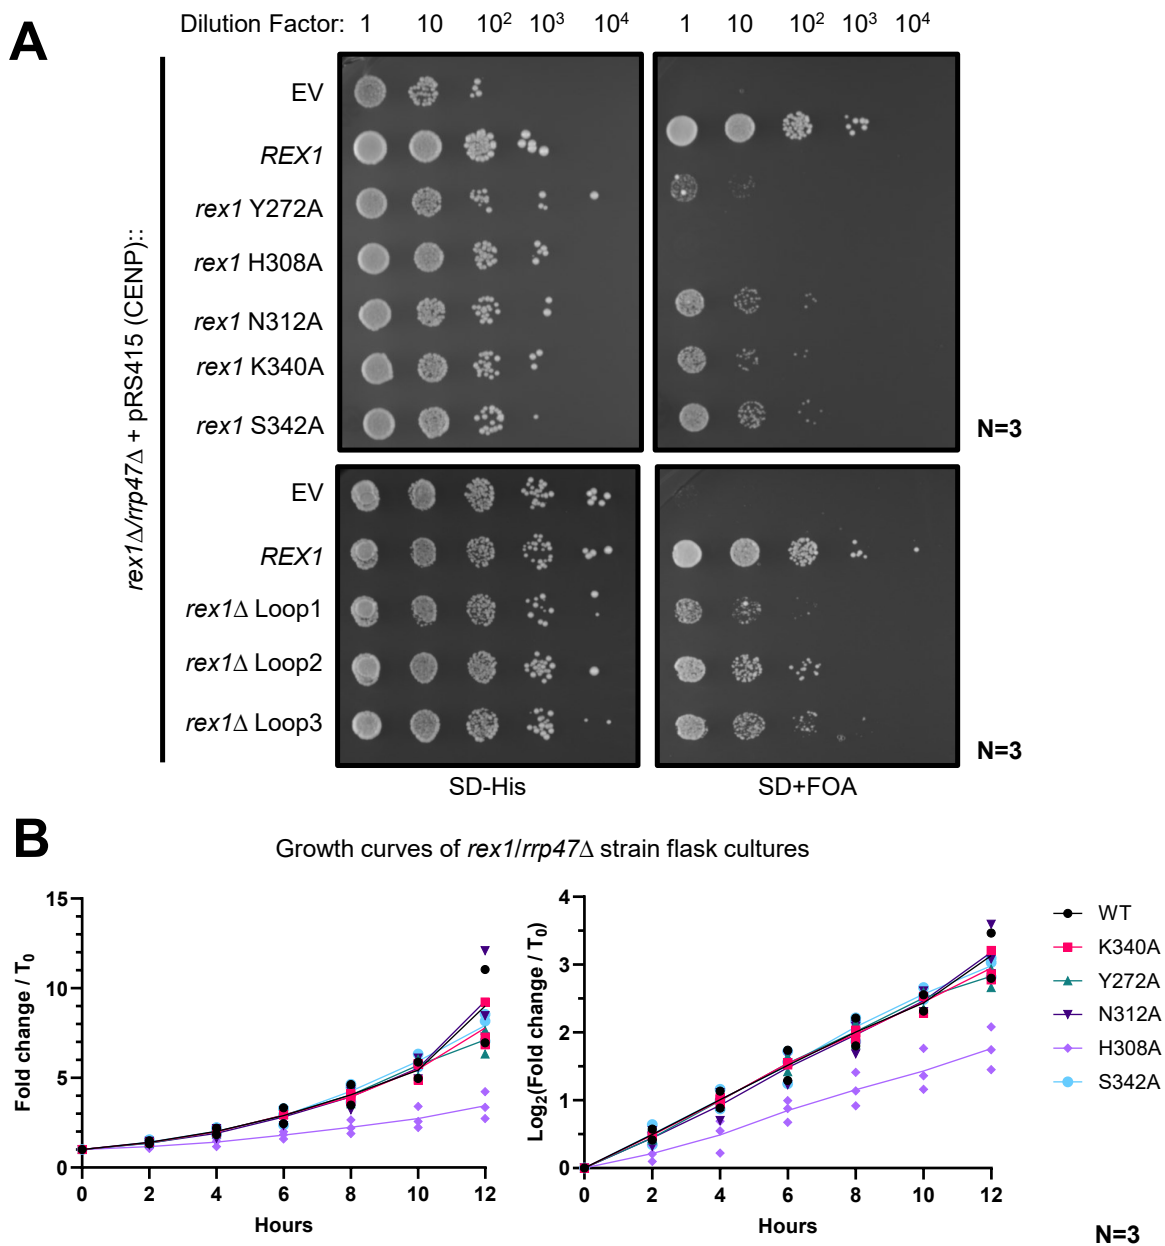 A
Dilution Factor: 1 10 10² 10³ 10⁴ 1 10 10² 10³ 10⁴
rex1Δ/rrp47Δ + pRS415 (CENP)::
EV
REX1
rex1 Y272A
rex1 H308A
rex1 N312A
rex1 K340A
rex1 S342A
N=3
EV
REX1
rex1Δ Loop1
rex1Δ Loop2
rex1Δ Loop3
N=3
SD-His SD+FOA
B
Growth curves of rex1/rrp47Δ strain flask cultures
Fold change / T₀
15
10
5
0
0 2 4 6 8 10 12
Hours
Log₂(Fold change / T₀)
4
3
2
1
0
0 2 4 6 8 10 12
Hours
WT
K340A
Y272A
N312A
H308A
S342A
N=3